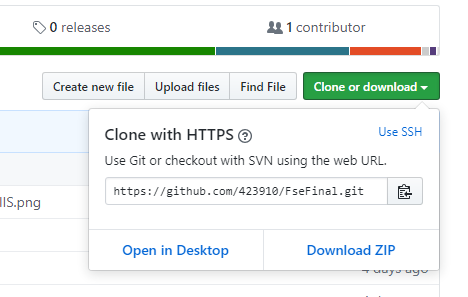 0 releases
1 contributor
Create new file
Upload files
Find File
Clone or download
Clone with HTTPS ?
Use SSH
Use Git or checkout with SVN using the web URL.
IIS.png
https://github.com/423910/FseFinal.git
Open in Desktop
Download ZIP
4 days ago